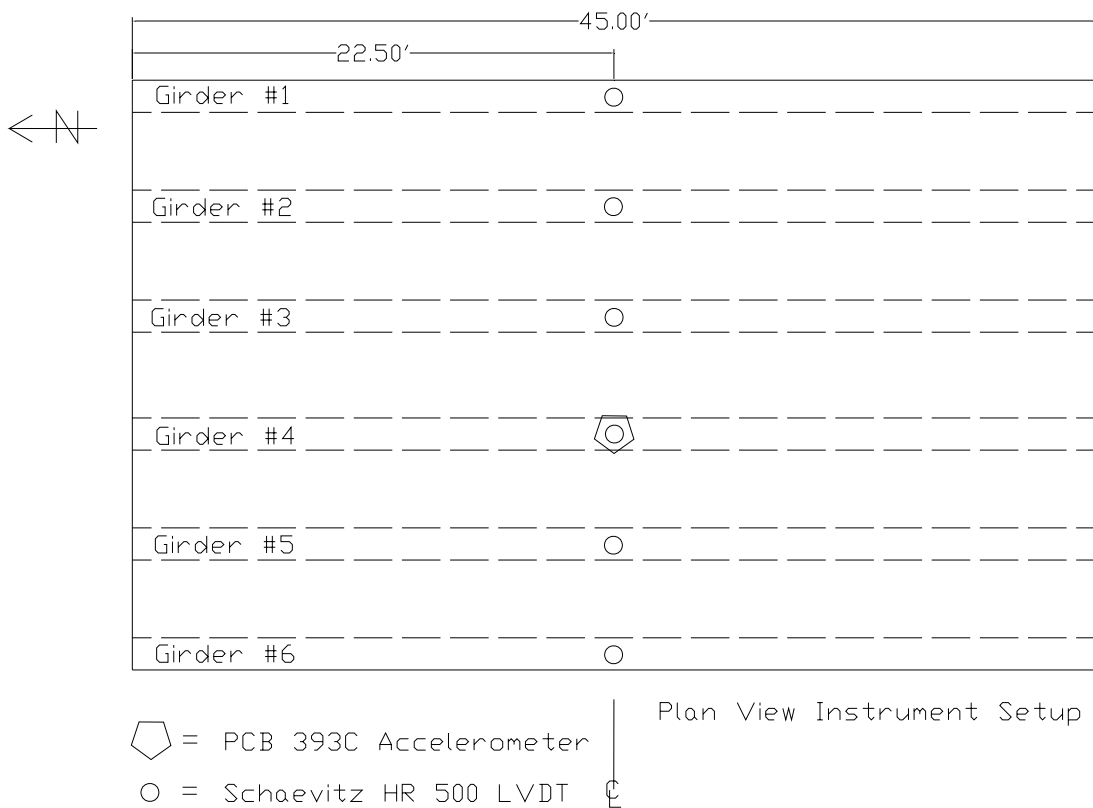 45.00'
22.50'
Girder #1
N
Girder #2
Girder #3
Girder #4
Girder #5
Girder #6
Plan View Instrument Setup
= PCB 393C Accelerometer
= Schaevitz HR 500 LVDT ℄